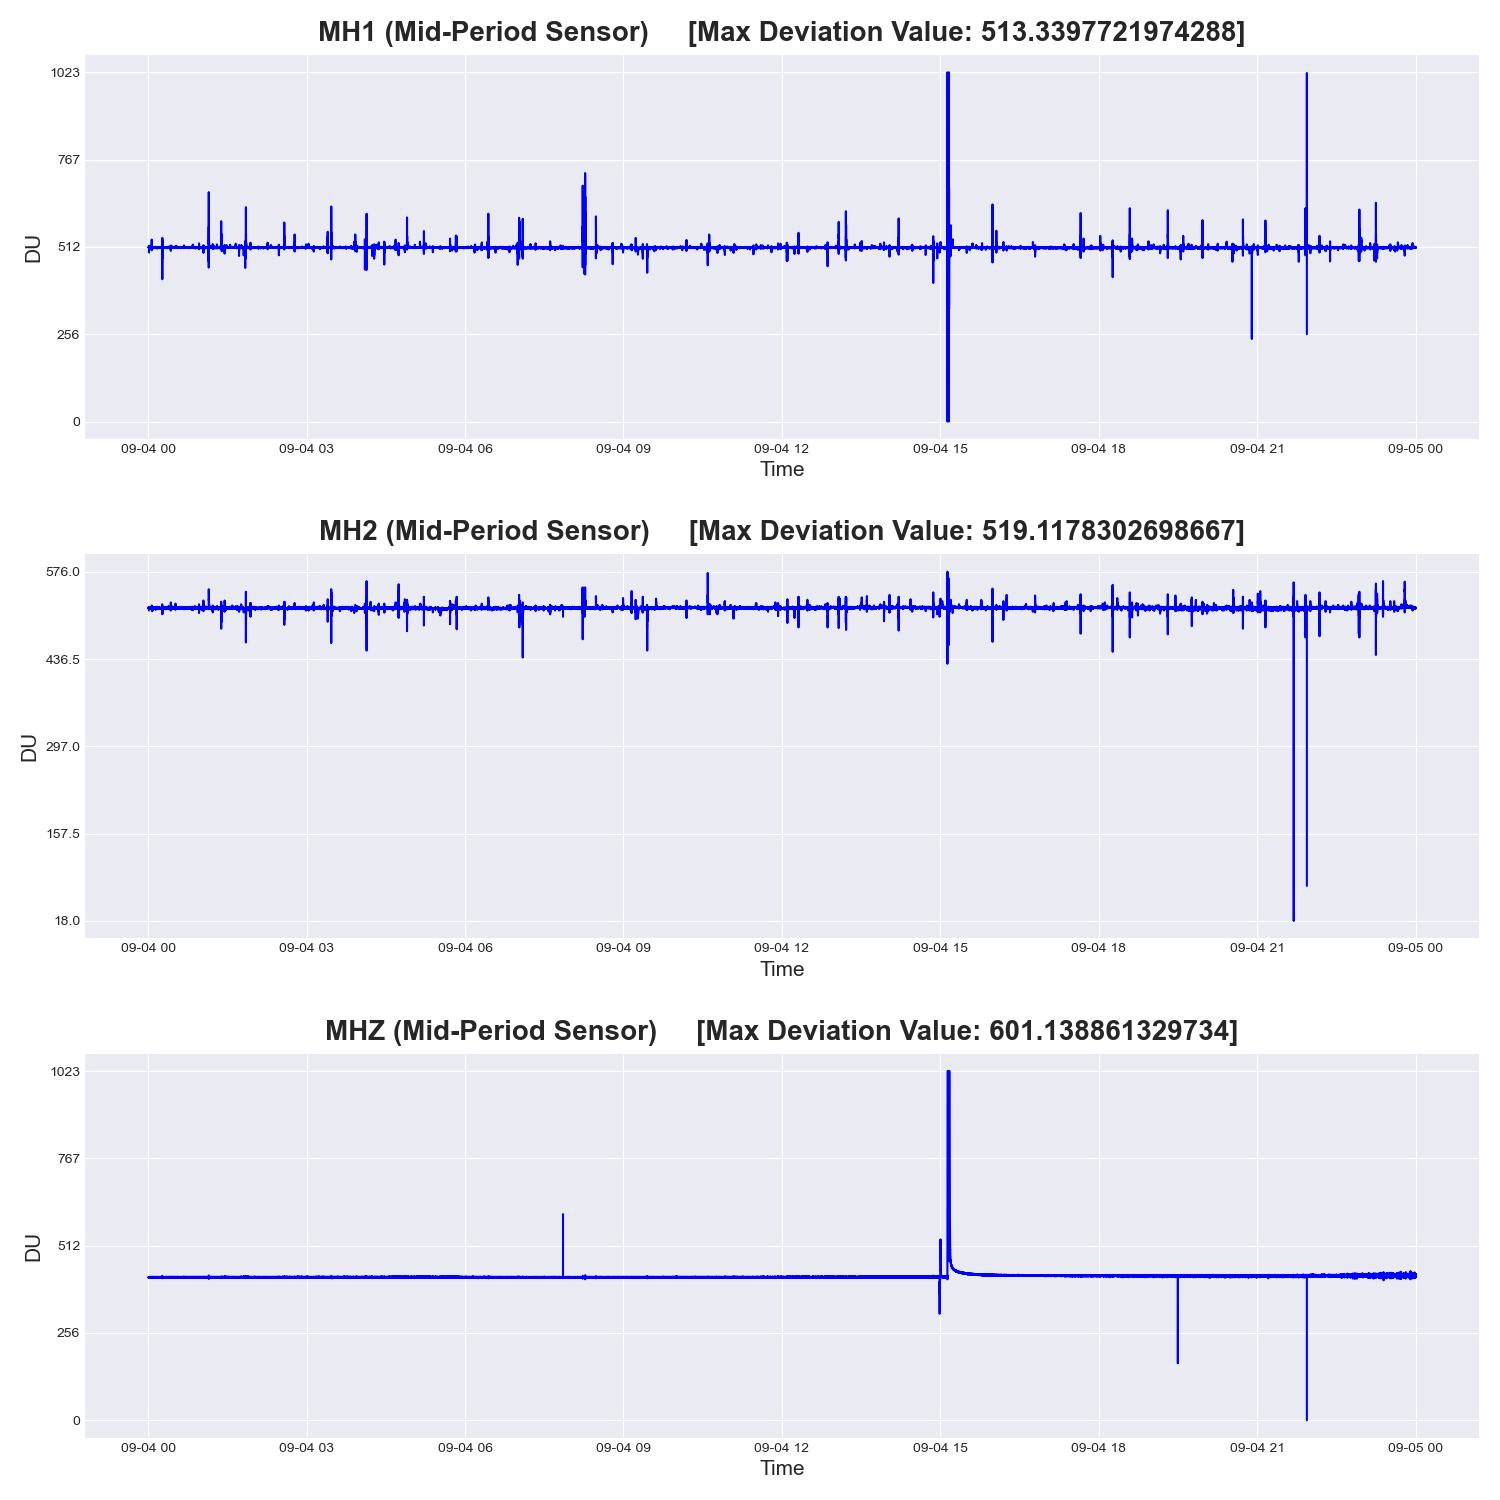 MH1 (Mid-Period Sensor) [Max Deviation Value: 513.3397721974288]
1023
767
512
256
0
DU
09-04 00 09-04 03 09-04 06 09-04 09 09-04 12 09-04 15 09-04 18 09-04 21 09-05 00
Time
MH2 (Mid-Period Sensor) [Max Deviation Value: 519.1178302698667]
576.0
436.5
297.0
157.5
18.0
DU
09-04 00 09-04 03 09-04 06 09-04 09 09-04 12 09-04 15 09-04 18 09-04 21 09-05 00
Time
MHZ (Mid-Period Sensor) [Max Deviation Value: 601.138861329734]
1023
767
512
256
0
DU
09-04 00 09-04 03 09-04 06 09-04 09 09-04 12 09-04 15 09-04 18 09-04 21 09-05 00
Time